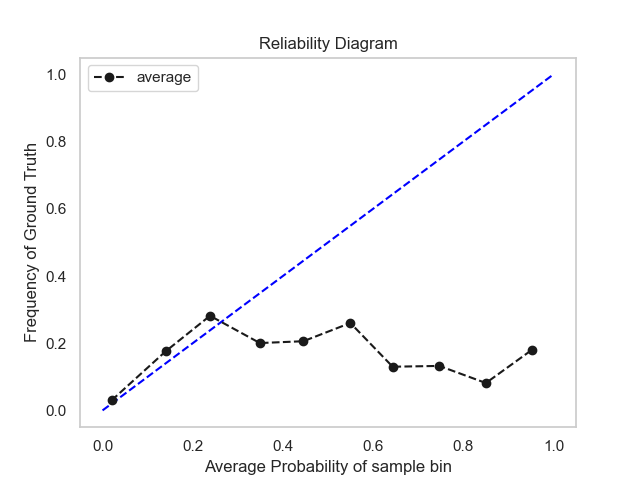 Reliability Diagram
average
Frequency of Ground Truth
1.0
0.8
0.6
0.4
0.2
0.0
0.0 0.2 0.4 0.6 0.8 1.0
Average Probability of sample bin